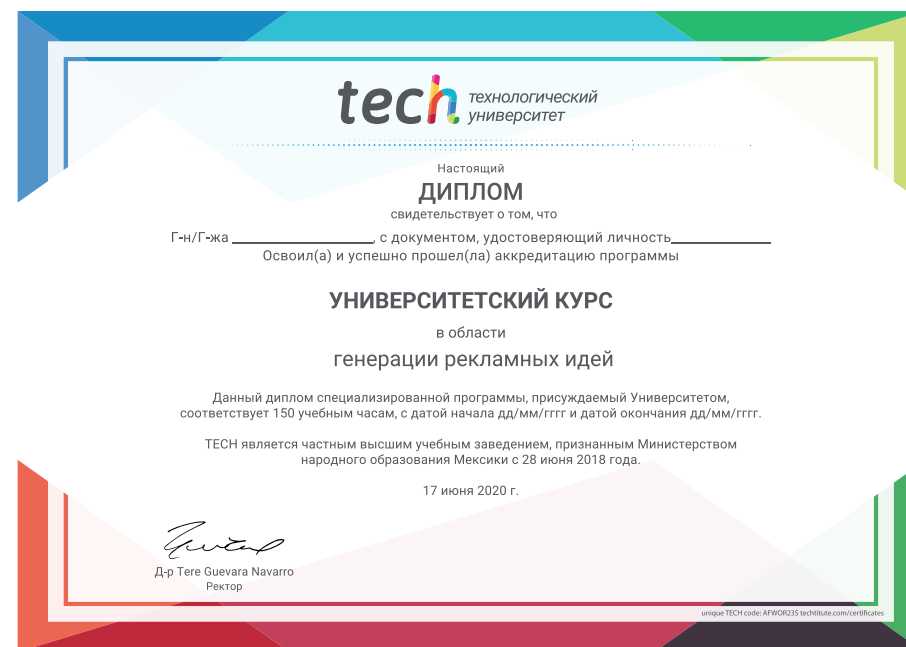 tech технологический
университет
Настоящий
ДИПЛОМ
свидетельствует о том, что
Г-н/Г-жа ____________, с документом, удостоверяющий личность____________
Освоил(а) и успешно прошел(ла) аккредитацию программы
УНИВЕРСИТЕТСКИЙ КУРС
в области
генерации рекламных идей
Данный диплом специализированной программы, присуждаемый Университетом,
соответствует 150 учебным часам, с датой начала дд/мм/гггг и датой окончания дд/мм/гггг.
TECH является частным высшим учебным заведением, признанным Министерством
народного образования Мексики с 28 июня 2018 года.
17 июня 2020 г.
Д-р Tere Guevara Navarro
Ректор
unique TECH code: AFWOR23S techtitute.com/certificates